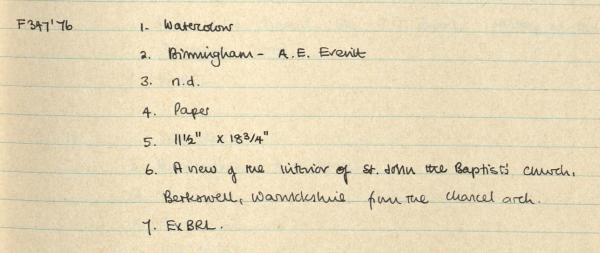 F347'76 1. Watercolour
2. Birmingham - A.E. Everitt
3. n.d.
4. Paper
5. 11½" x 18¾"
6. A view of the interior of St. John the Baptist's church,
Berkswell, Warwickshire from the chancel arch.
7. Ex BRL.